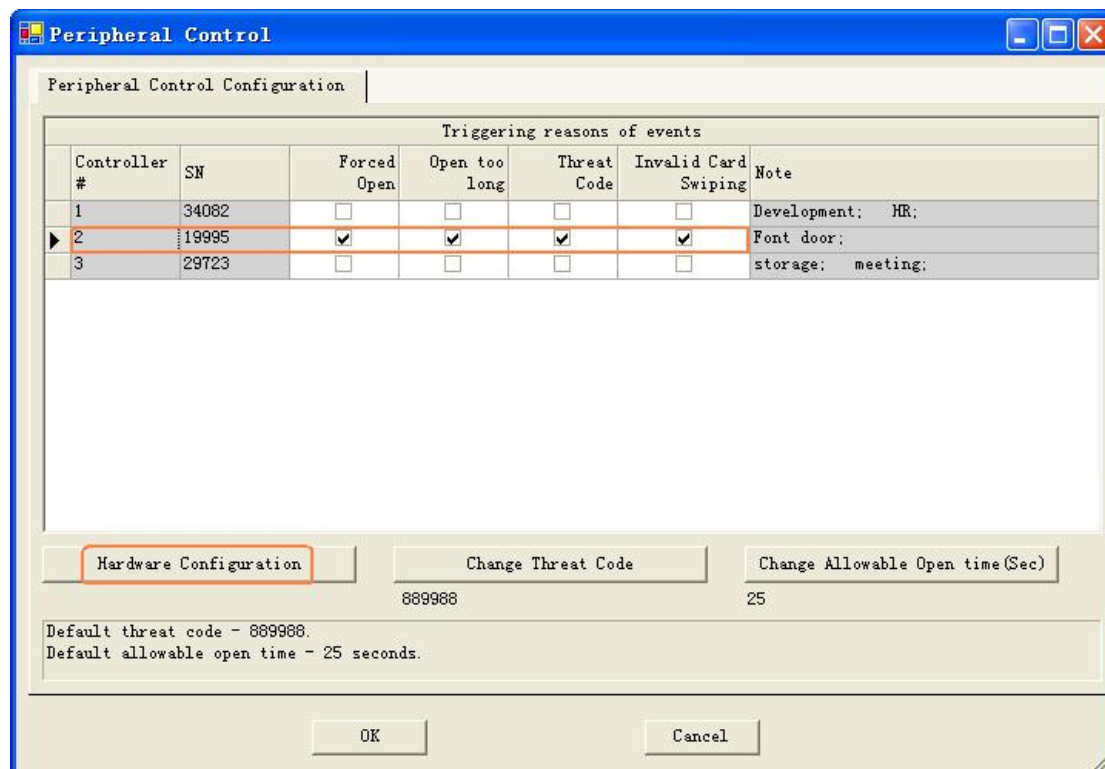 Peripheral Control
Peripheral Control Configuration
Triggering reasons of events
Controller # SN Forced Open Open too long Threat Code Invalid Card Swiping Note
1 34082 Development; HR;
2 19995 Font door;
3 29723 storage; meeting;
Hardware Configuration Change Threat Code Change Allowable Open time(Sec)
889988 25
Default threat code - 889988.
Default allowable open time - 25 seconds.
OK Cancel